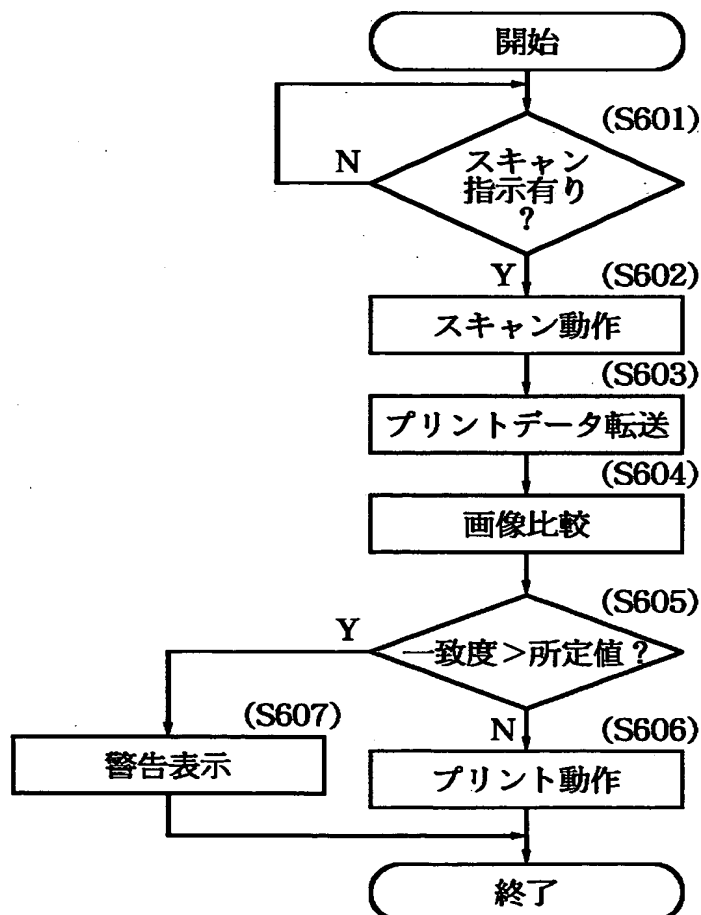 開始
(S601)
N
スキャン
指示有り
?
Y
(S602)
スキャン動作
(S603)
プリントデータ転送
(S604)
画像比較
(S605)
Y
一致度>所定値?
(S607)
N
(S606)
警告表示
プリント動作
終了